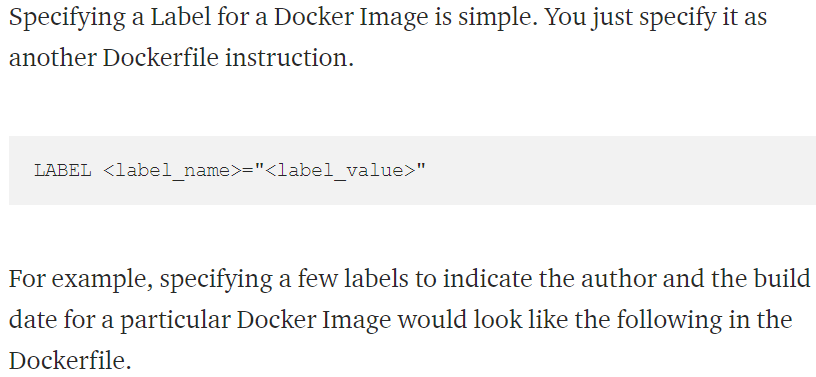 Specifying a Label for a Docker Image is simple. You just specify it as
another Dockerfile instruction.
LABEL <label_name>="<label_value>"
For example, specifying a few labels to indicate the author and the build
date for a particular Docker Image would look like the following in the
Dockerfile.